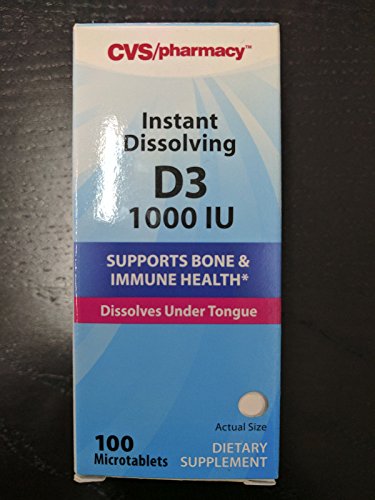 CVS/pharmacy™
Instant
Dissolving
D3
1000 IU
SUPPORTS BONE &
IMMUNE HEALTH*
Dissolves Under Tongue
Actual Size
100
Microtablets
DIETARY
SUPPLEMENT